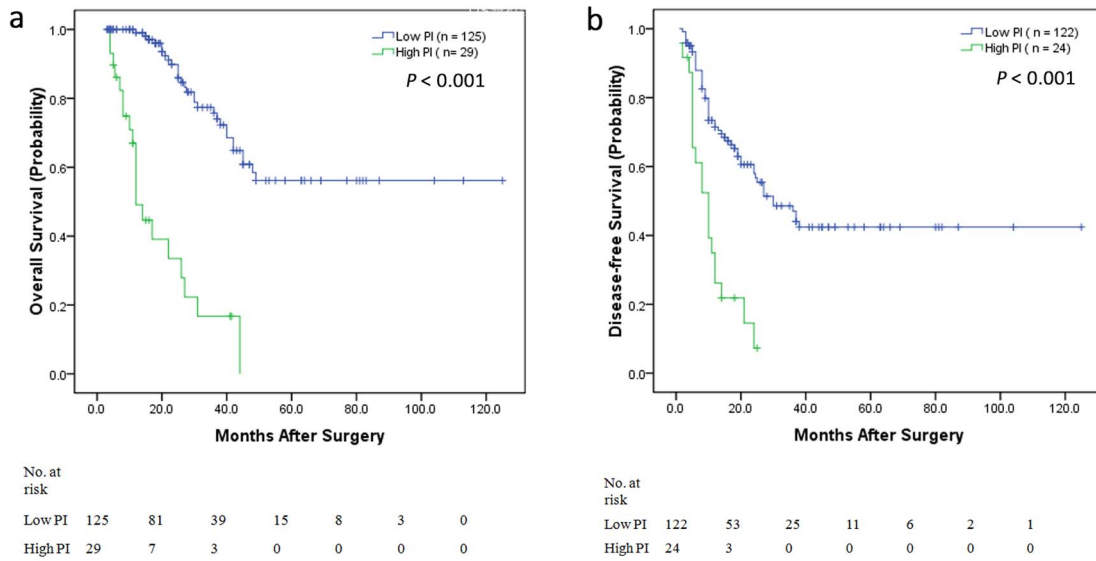 a
Low PI (n = 125)
High PI ( n= 29)
P < 0.001
Overall Survival (Probability)
1.0
0.8
0.6
0.4
0.2
0.0
0.0 20.0 40.0 60.0 80.0 100.0 120.0
Months After Surgery
No. at
risk
Low PI 125 81 39 15 8 3 0
High PI 29 7 3 0 0 0 0
b
Low PI ( n = 122)
High PI ( n = 24)
P < 0.001
Disease-free Survival (Probability)
1.0
0.8
0.6
0.4
0.2
0.0
0.0 20.0 40.0 60.0 80.0 100.0 120.0
Months After Surgery
No. at
risk
Low PI 122 53 25 11 6 2 1
High PI 24 3 0 0 0 0 0